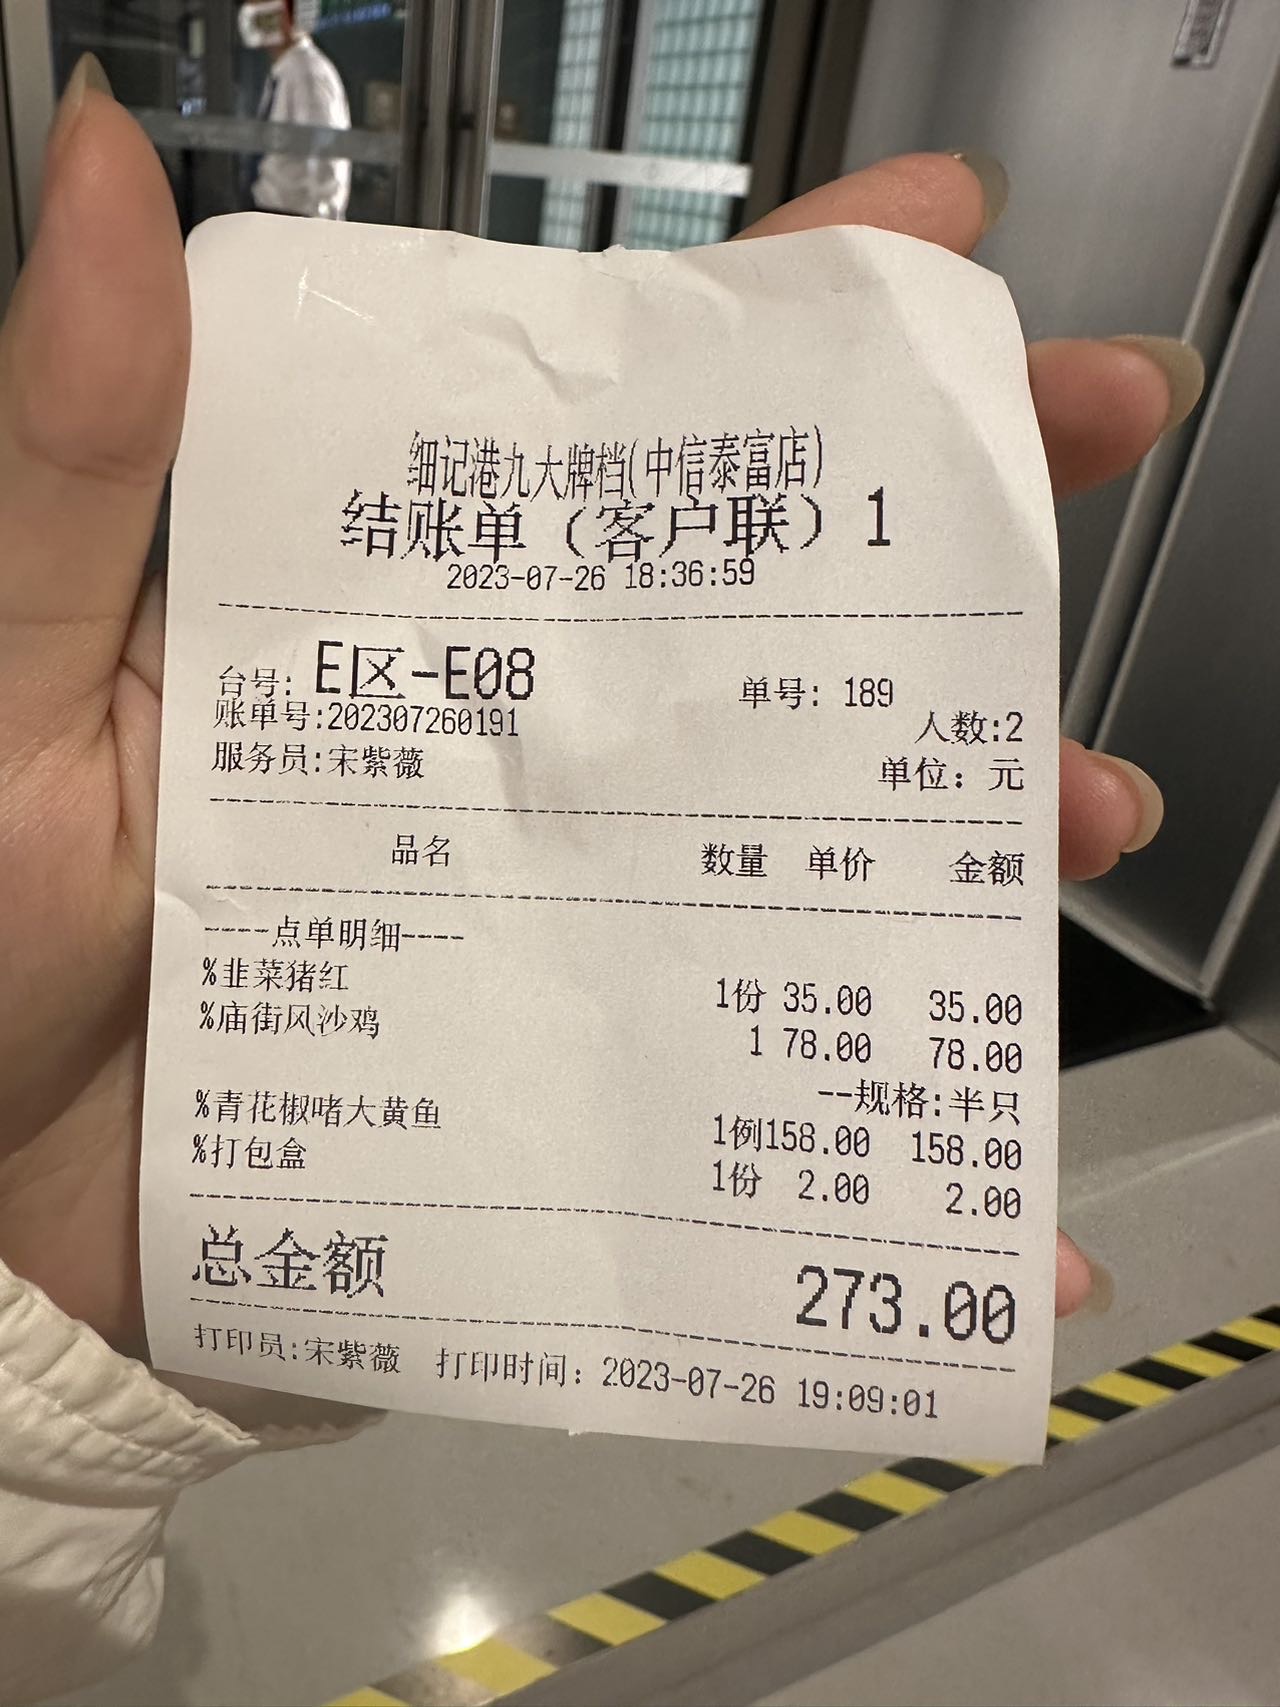 细记港九大牌档(中信泰富店)
结账单（客户联）1
2023-07-26 18:36:59
台号: E区-E08 单号: 189
账单号:202307260191 人数:2
服务员:宋紫薇 单位: 元
品名 数量 单价 金额
----点单明细----
%韭菜猪红 1份 35.00 35.00
%庙街风沙鸡 1 78.00 78.00
--规格:半只
%青花椒啫大黄鱼 1例158.00 158.00
%打包盒 1份 2.00 2.00
总金额 273.00
打印员:宋紫薇 打印时间: 2023-07-26 19:09:01